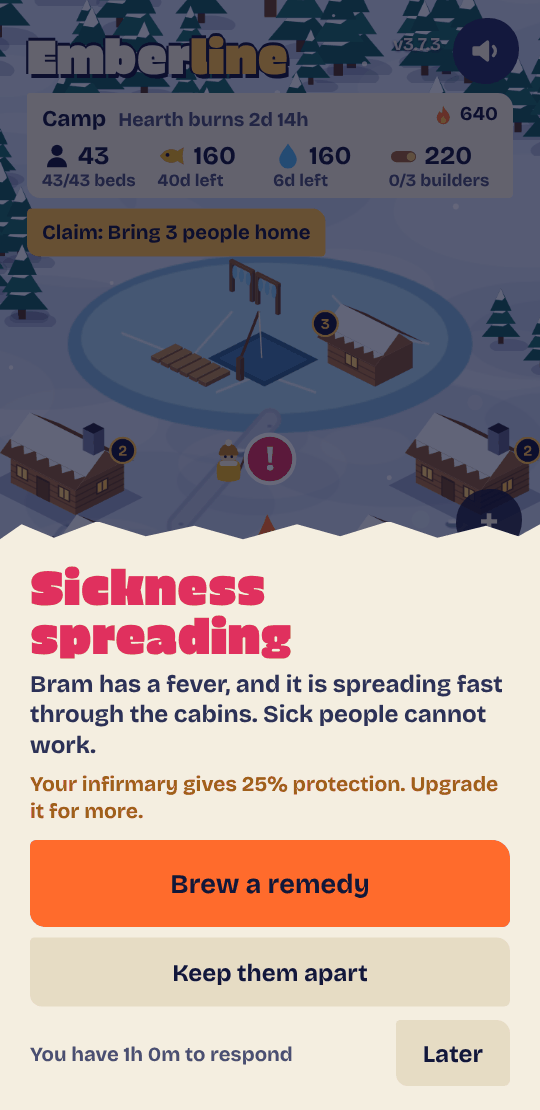 Emberline
v3.7.3
Camp Hearth burns 2d 14h 640
43 160 160 220
43/43 beds 40d left 6d left 0/3 builders
Claim: Bring 3 people home
3
2
!
2
+
Sickness
spreading
Bram has a fever, and it is spreading fast
through the cabins. Sick people cannot
work.
Your infirmary gives 25% protection. Upgrade
it for more.
Brew a remedy
Keep them apart
You have 1h 0m to respond
Later